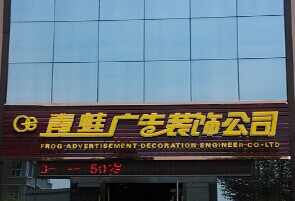 青蛙广告装饰公司
FROG ADVERTISEMENT DECORATION ENGINEER CO LTD